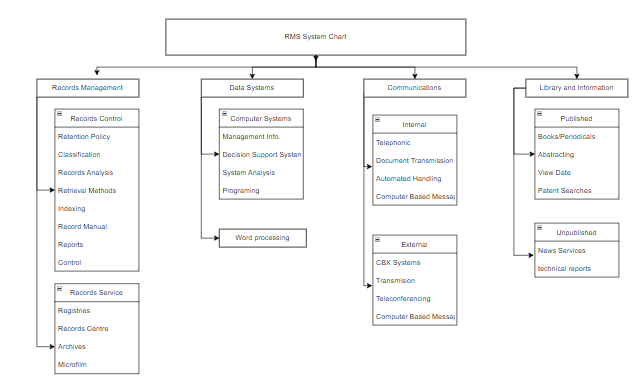 RMS System Chart
Records Management
Data Systems
Communications
Library and Information
Records Control
Retention Policy
Classification
Records Analysis
Retrieval Methods
Indexing
Record Manual
Reports
Control
Records Service
Registries
Records Centre
Archives
Microfilm
Computer Systems
Management Info.
Decision Support System
System Analysis
Programing
Word processing
Internal
Telephonic
Document Transmission
Automated Handling
Computer Based Messag
External
CBX Systems
Transmision
Teleconferencing
Computer Based Messag
Published
Books/Periodicals
Abstracting
View Date
Patent Searches
Unpublished
News Services
technical reports